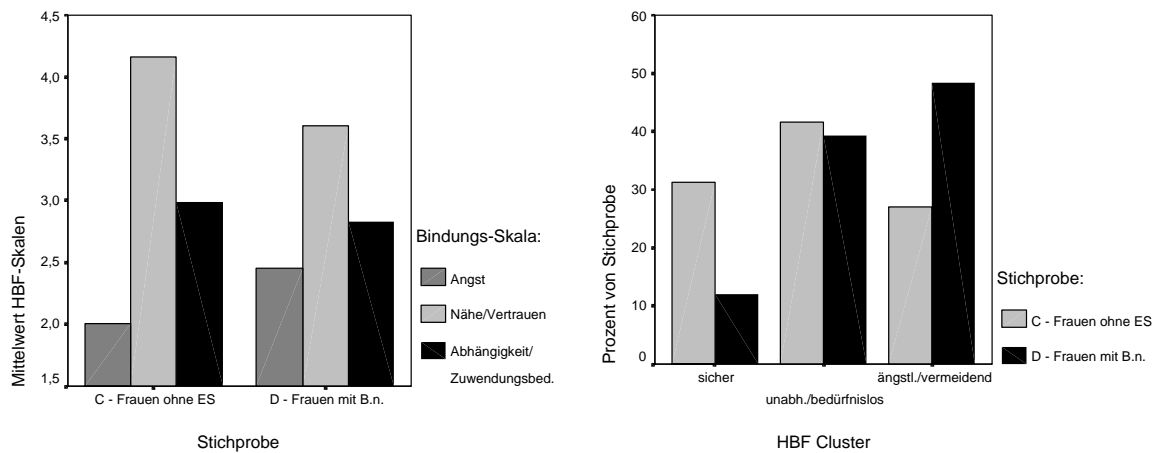 4,5
4,0
3,5
3,0
2,5
2,0
1,5
Mittelwert HBF-Skalen
C - Frauen ohne ES
D - Frauen mit B.n.
Stichprobe
Bindungs-Skala:
Angst
Nähe/Vertrauen
Abhängigkeit/
Zuwendungsbed.
60
50
40
30
20
10
0
Prozent von Stichprobe
sicher
unabh./bedürfnislos
ängstl./vermeidend
HBF Cluster
Stichprobe:
C - Frauen ohne ES
D - Frauen mit B.n.